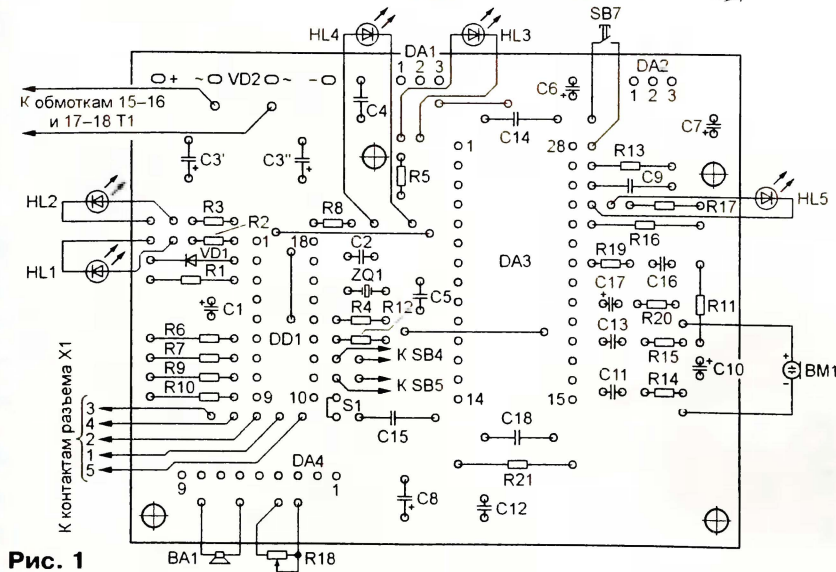 SB7
HL4
DA1
HL3
+ ~ VD2 ~ −
1 2 3
C6
DA2
1 2 3
К обмоткам 15–16
и 17–18 Т1
C4
C14
C7
C3'
C3''
1
28
R13
C9
R5
HL5
HL2
R3
R2
R8
R17
R16
1
18
C2
VD1
DA3
R19
C16
HL1
R1
ZQ1
C17
C1
R4
R12
C5
R11
R20
C13
R6
DD1
К SB4
R15
R7
R9
К SB5
C10
BM1
+
−
C11
R14
R10
9
10
S1
14
15
3
4
2
1
5
К контактам разъема X1
C15
C18
DA4
9
1
R21
C8
C12
BA1
R18
Рис. 1